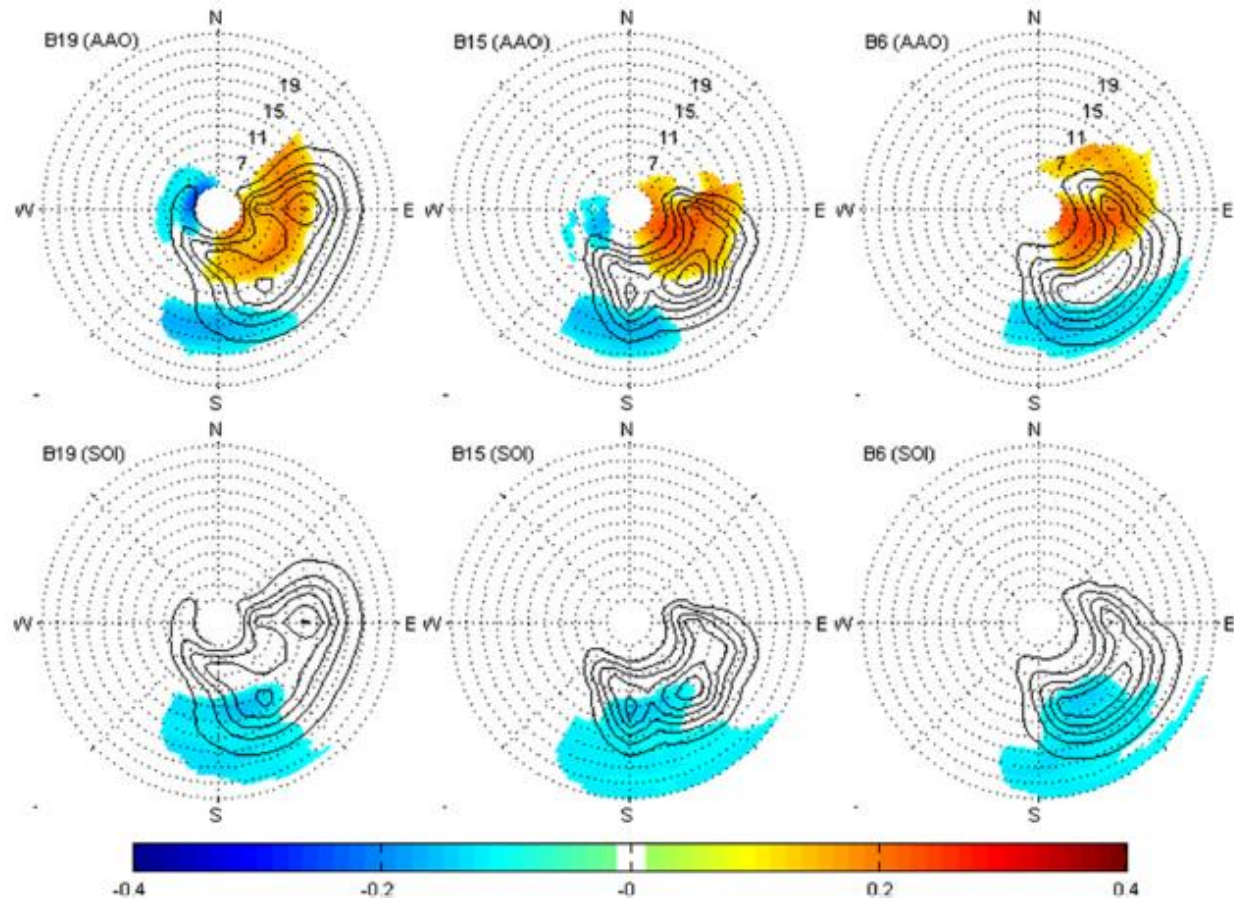 N N N
B19 (AAO) B15 (AAO) B6 (AAO)
19 19 19
15 15 15
11 11 11
7 7 7
W E W E W E
S S S
N N N
B19 (SOI) B15 (SOI) B6 (SOI)
W E W E W E
S S S
-0.4 -0.2 -0 0.2 0.4